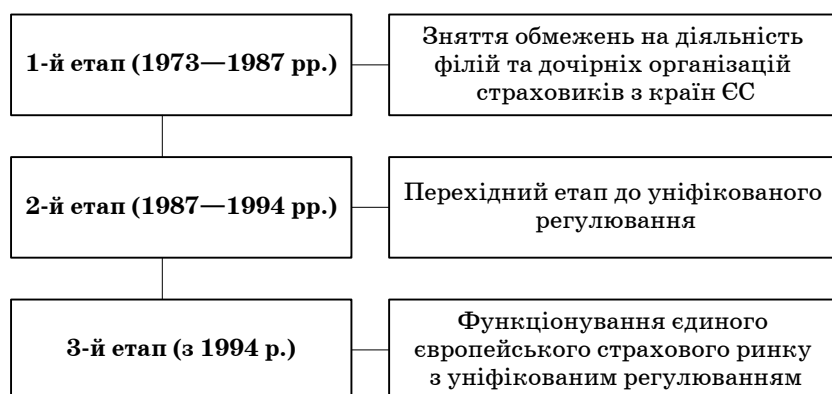 1-й етап (1973—1987 рр.)
Зняття обмежень на діяльність
філій та дочірніх організацій
страховиків з країн ЄС
2-й етап (1987—1994 рр.)
Перехідний етап до уніфікованого
регулювання
3-й етап (з 1994 р.)
Функціонування єдиного
європейського страхового ринку
з уніфікованим регулюванням